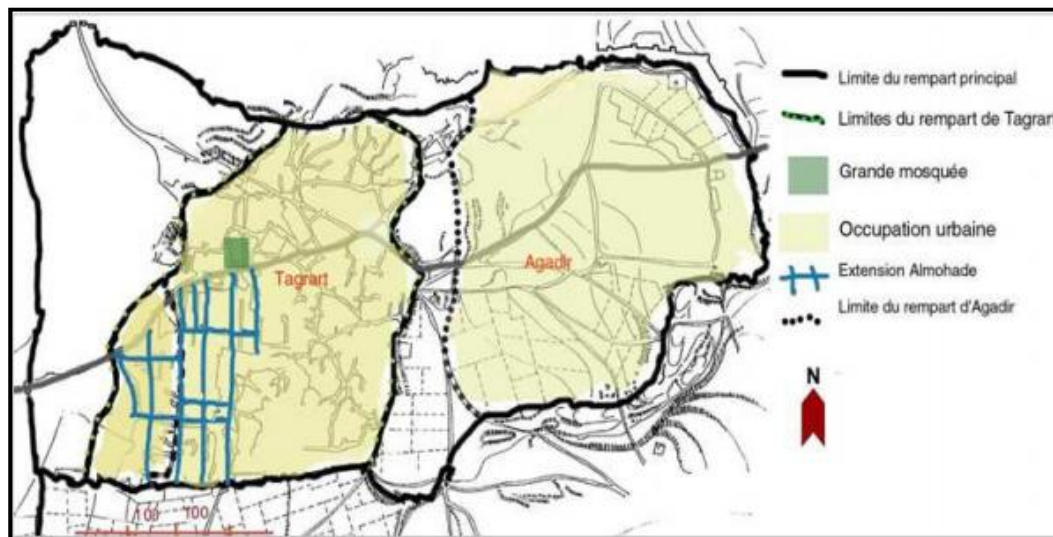 Limite du rempart principal
Limites du rempart de Tagrart
Grande mosquée
Occupation urbaine
Extension Almohade
Limite du rempart d'Agadir
N
Tagrart
Agadir
100 100